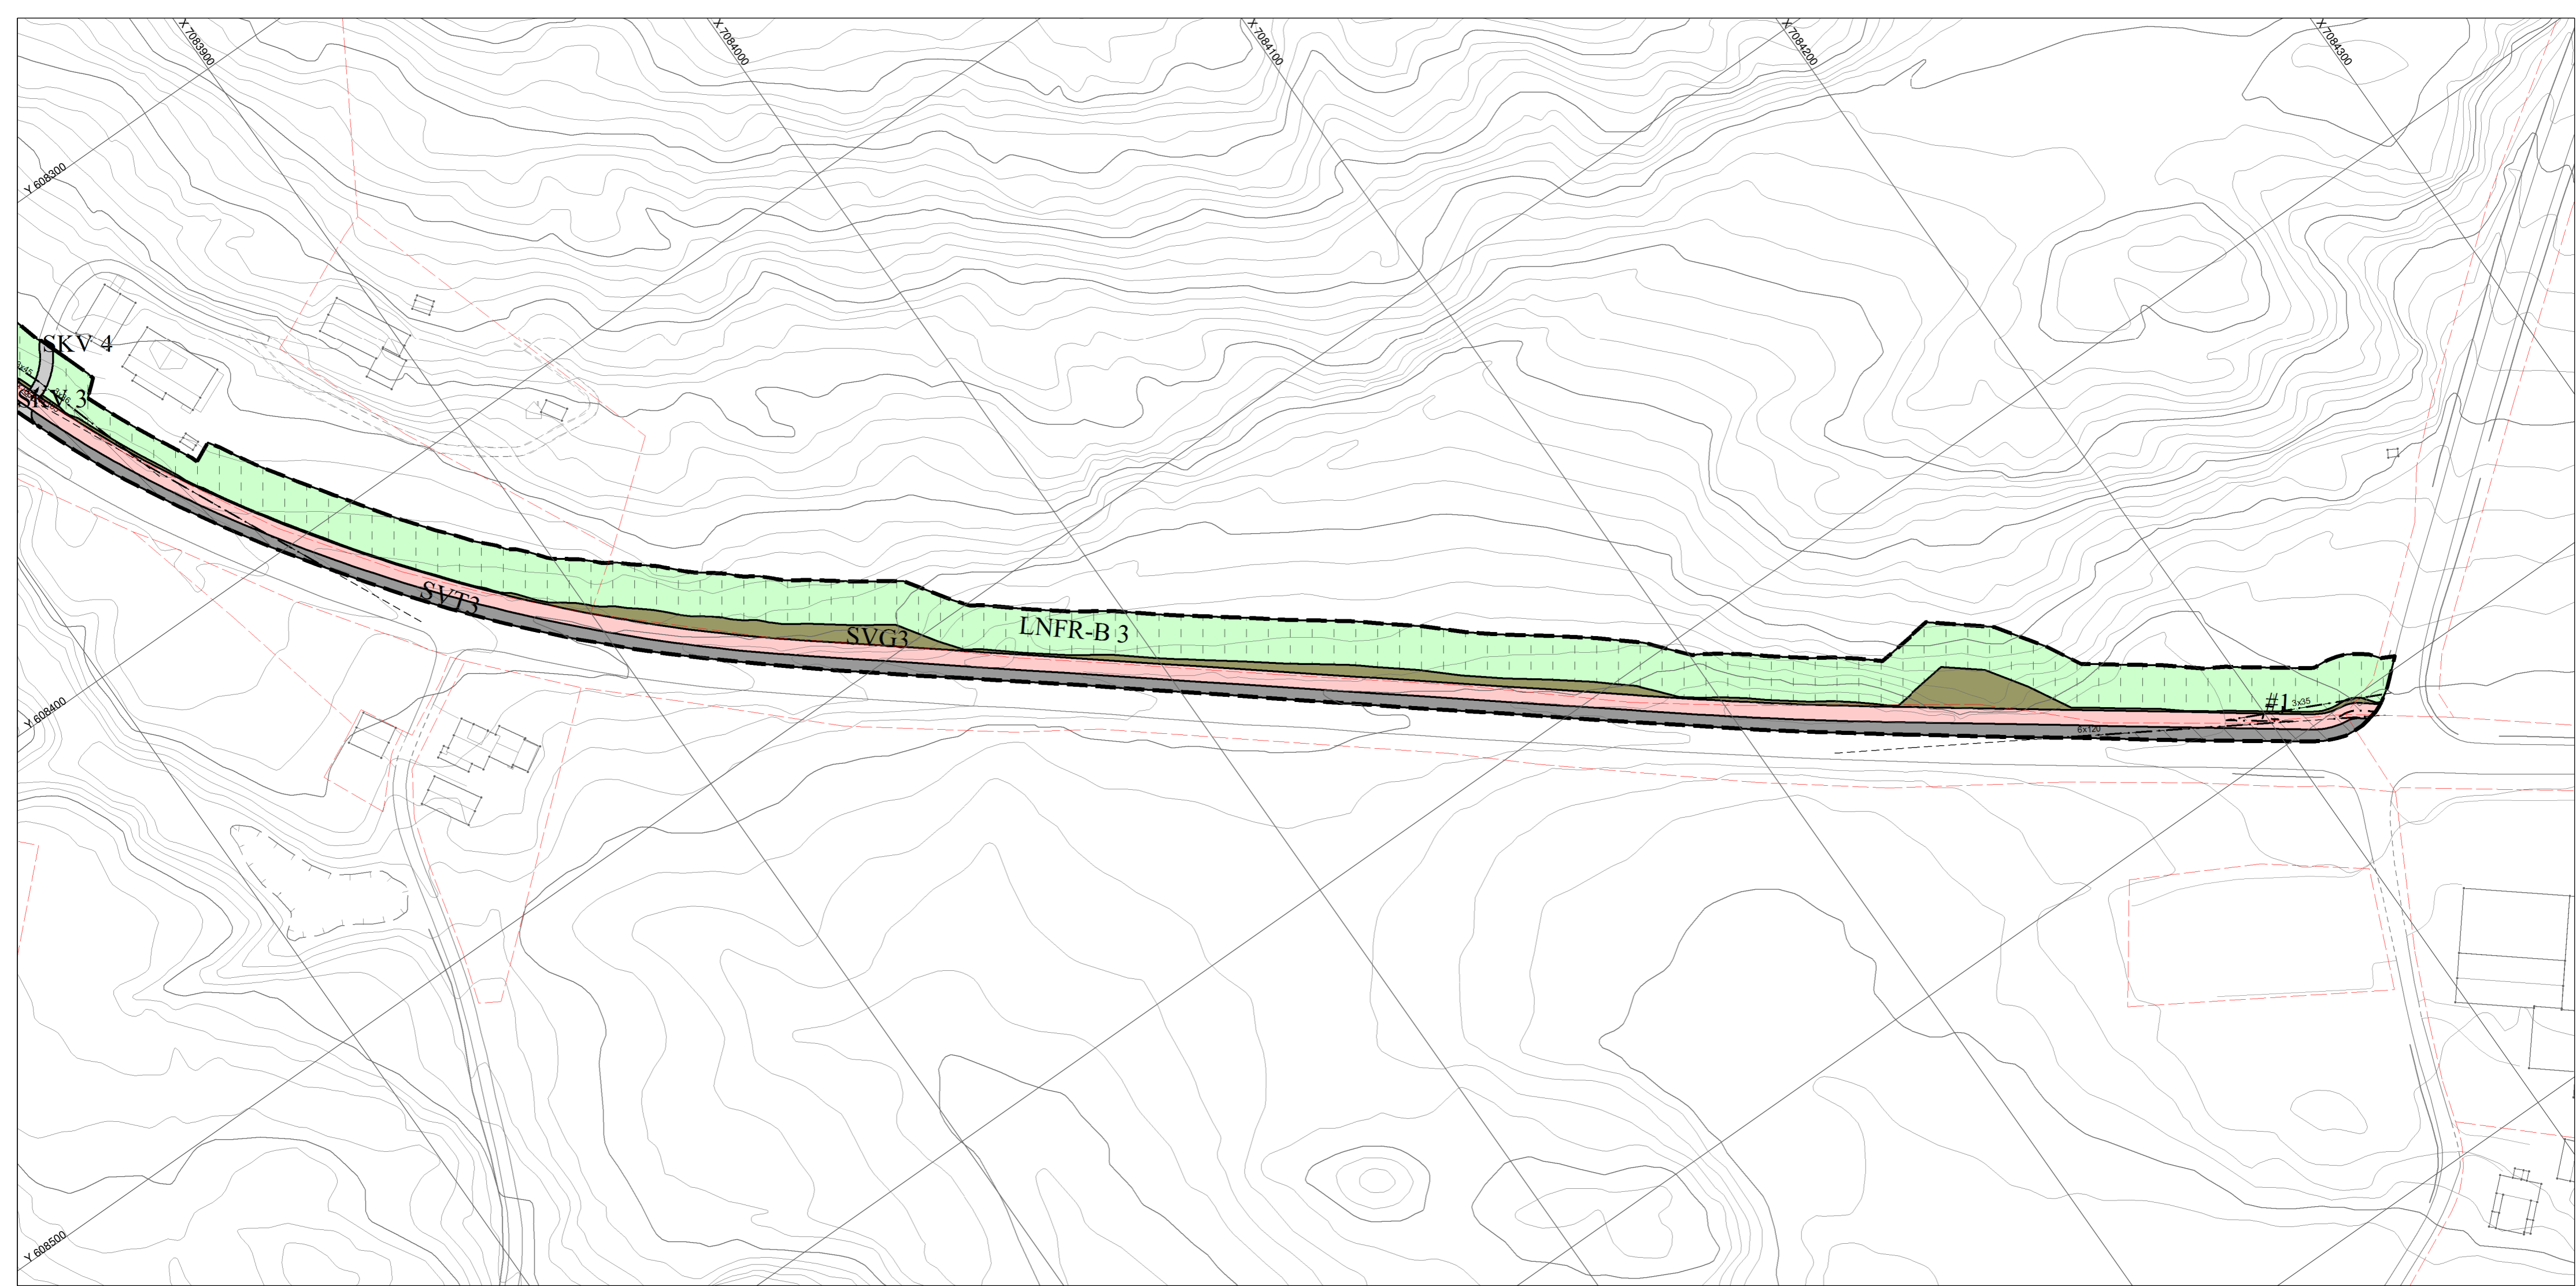 X 7083900
X 7084000
X 7084100
X 7084200
X 7084300
Y 608300
SKV 4
SKV 3
SVT3
SVG3
LNFR-B 3
#1
3x35
6x120
Y 608400
Y 608500